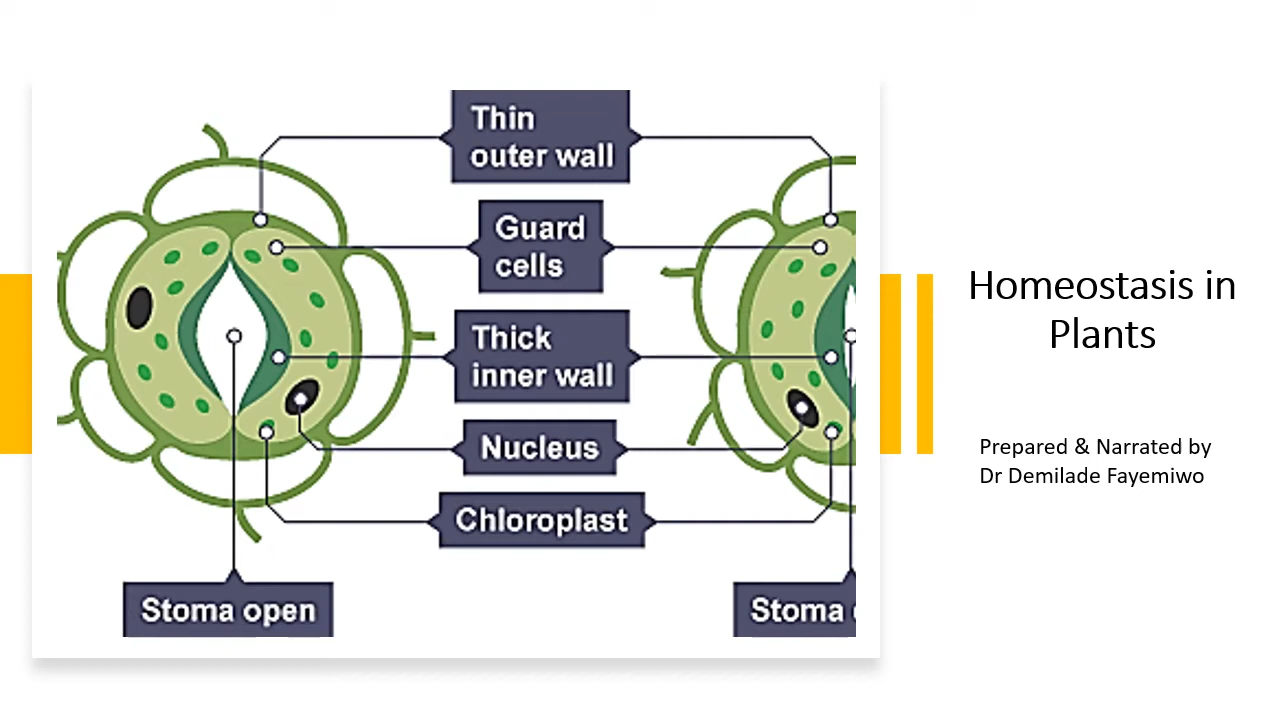 Thin
outer wall
Guard
cells
Thick
inner wall
Nucleus
Chloroplast
Stoma open
Stoma
Homeostasis in
Plants
Prepared & Narrated by
Dr Demilade Fayemiwo